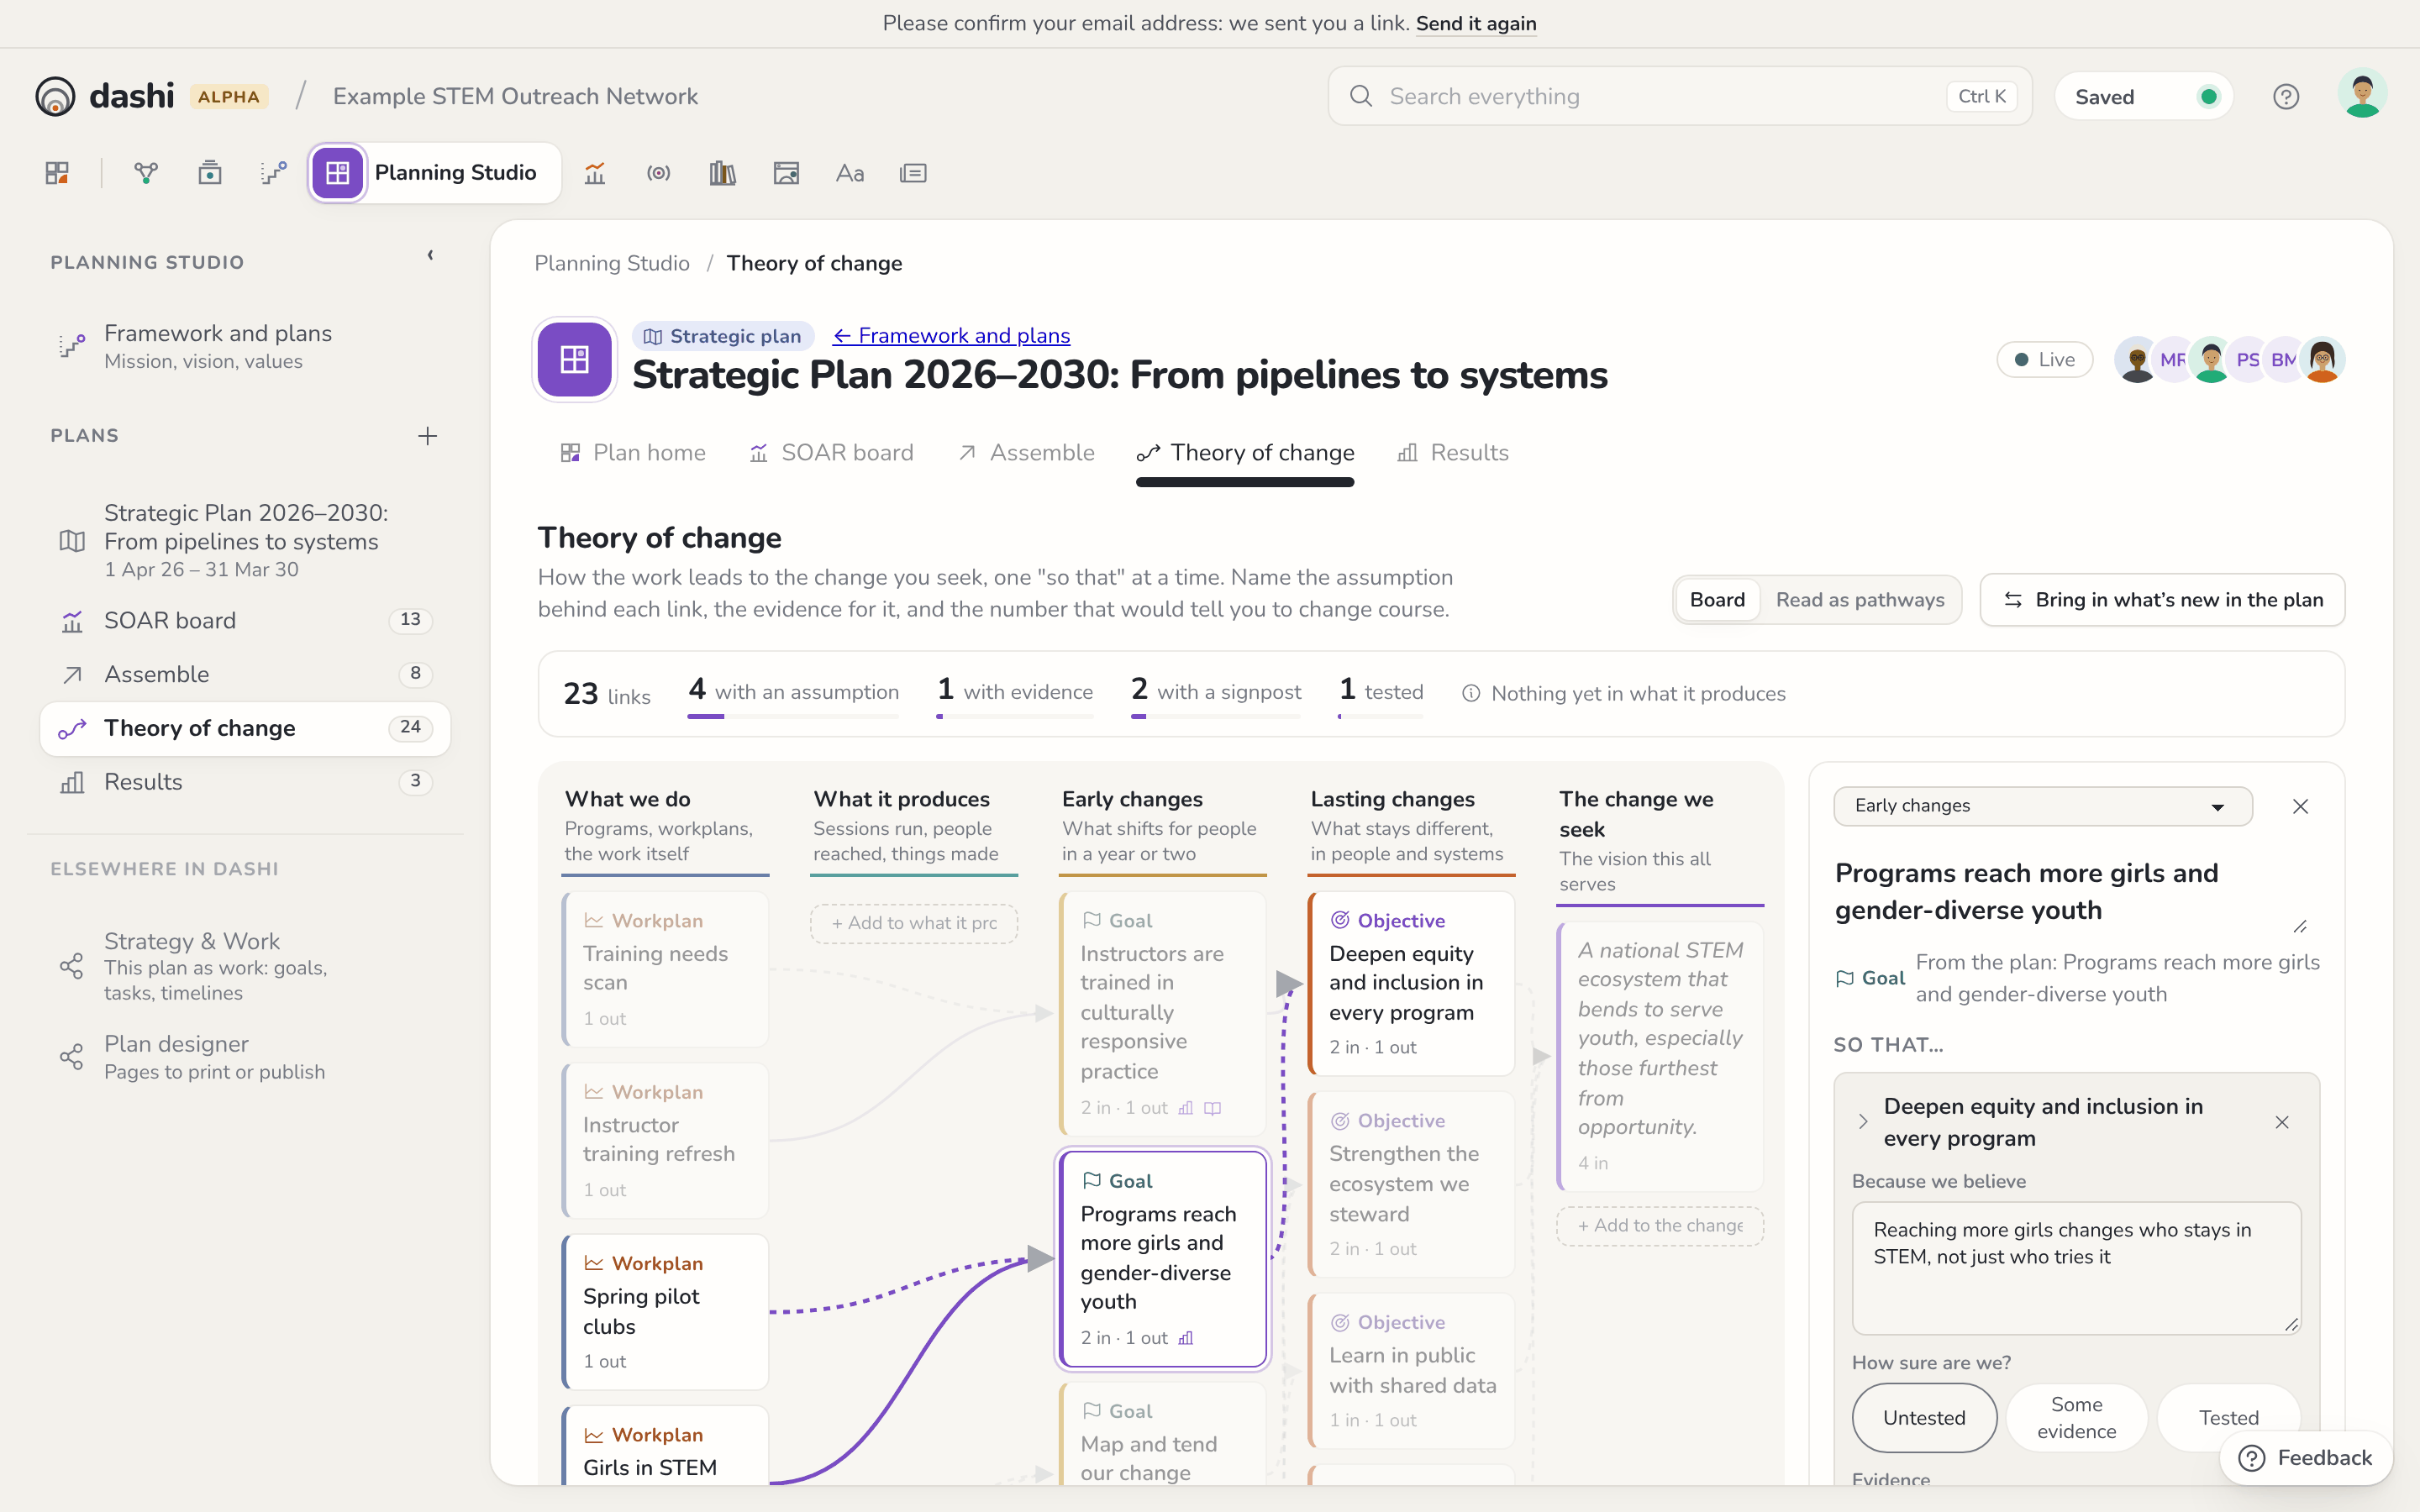 Please confirm your email address: we sent you a link. Send it again
dashi ALPHA / Example STEM Outreach Network
Search everything Ctrl K
Saved
Planning Studio
Aa
PLANNING STUDIO
Framework and plans
Mission, vision, values
PLANS
Strategic Plan 2026–2030:
From pipelines to systems
1 Apr 26 – 31 Mar 30
SOAR board 13
Assemble 8
Theory of change 24
Results 3
ELSEWHERE IN DASHI
Strategy & Work
This plan as work: goals,
tasks, timelines
Plan designer
Pages to print or publish
Planning Studio / Theory of change
Strategic plan ← Framework and plans
Strategic Plan 2026–2030: From pipelines to systems
Live MR PS BM
Plan home SOAR board Assemble Theory of change Results
Theory of change
How the work leads to the change you seek, one "so that" at a time. Name the assumption
behind each link, the evidence for it, and the number that would tell you to change course.
Board Read as pathways
Bring in what's new in the plan
23 links 4 with an assumption 1 with evidence 2 with a signpost 1 tested Nothing yet in what it produces
What we do
Programs, workplans,
the work itself
Workplan
Training needs
scan
1 out
Workplan
Instructor
training refresh
1 out
Workplan
Spring pilot
clubs
1 out
Workplan
Girls in STEM
What it produces
Sessions run, people
reached, things made
+ Add to what it prc
Early changes
What shifts for people
in a year or two
Goal
Instructors are
trained in
culturally
responsive
practice
2 in · 1 out
Goal
Programs reach
more girls and
gender-diverse
youth
2 in · 1 out
Goal
Map and tend
our change
Lasting changes
What stays different,
in people and systems
Objective
Deepen equity
and inclusion in
every program
2 in · 1 out
Objective
Strengthen the
ecosystem we
steward
2 in · 1 out
Objective
Learn in public
with shared data
1 in · 1 out
The change we
seek
The vision this all
serves
A national STEM
ecosystem that
bends to serve
youth, especially
those furthest
from
opportunity.
4 in
+ Add to the change
Early changes
Programs reach more girls and
gender-diverse youth
Goal From the plan: Programs reach more girls
and gender-diverse youth
SO THAT…
Deepen equity and inclusion in
every program
Because we believe
Reaching more girls changes who stays in
STEM, not just who tries it
How sure are we?
Untested
Some
evidence
Tested
Evidence
Feedback